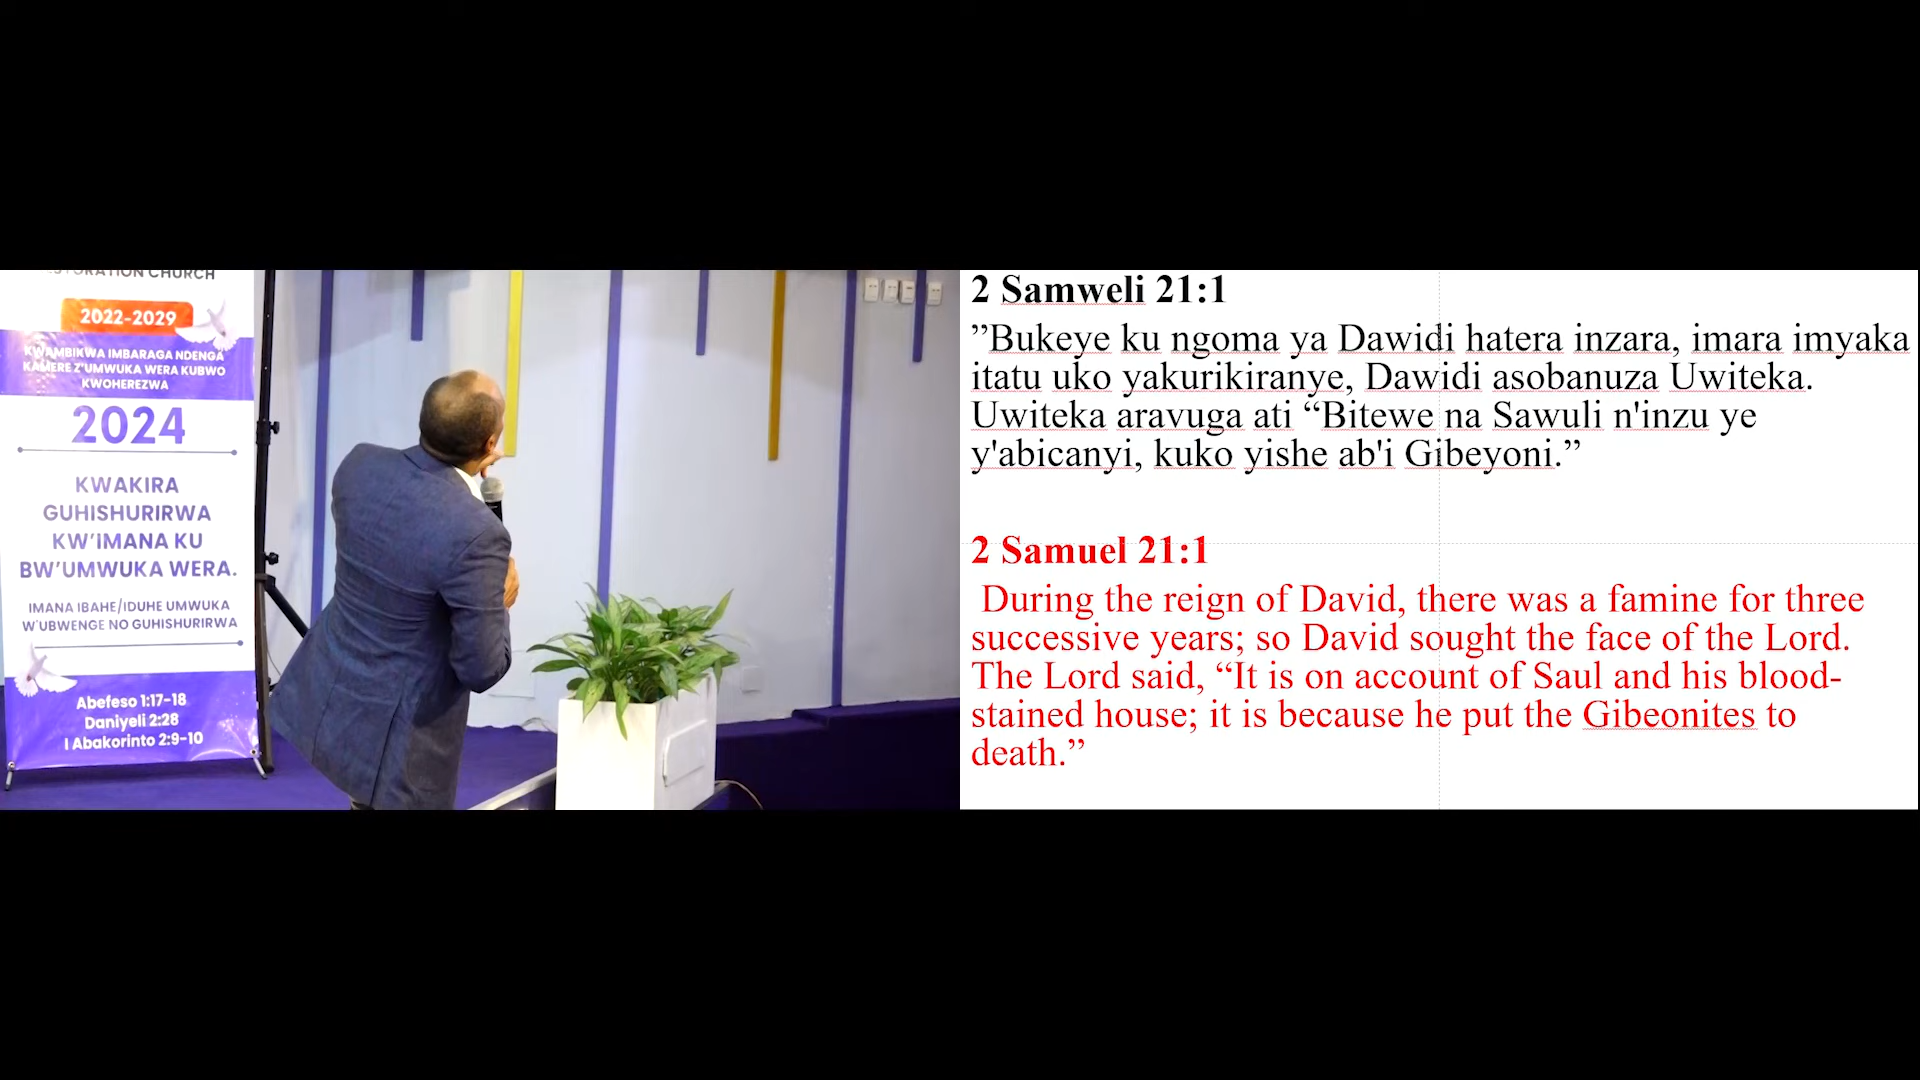 RESTORATION CHURCH
2022-2029
KWAMBIKWA IMBARAGA NDENGA
KAMERE Z'UMWUKA WERA KUBWO
KWOHEREZWA
2024
KWAKIRA
GUHISHURIRWA
KW'IMANA KU
BW'UMWUKA WERA.
IMANA IBAHE/IDUHE UMWUKA
W'UBWENGE NO GUHISHURIRWA
Abefeso 1:17-18
Daniyeli 2:28
I Abakorinto 2:9-10
2 Samweli 21:1
”Bukeye ku ngoma ya Dawidi hatera inzara, imara imyaka
itatu uko yakurikiranye, Dawidi asobanuza Uwiteka.
Uwiteka aravuga ati “Bitewe na Sawuli n'inzu ye
y'abicanyi, kuko yishe ab'i Gibeyoni.”
2 Samuel 21:1
During the reign of David, there was a famine for three
successive years; so David sought the face of the Lord.
The Lord said, “It is on account of Saul and his blood-
stained house; it is because he put the Gibeonites to
death.”